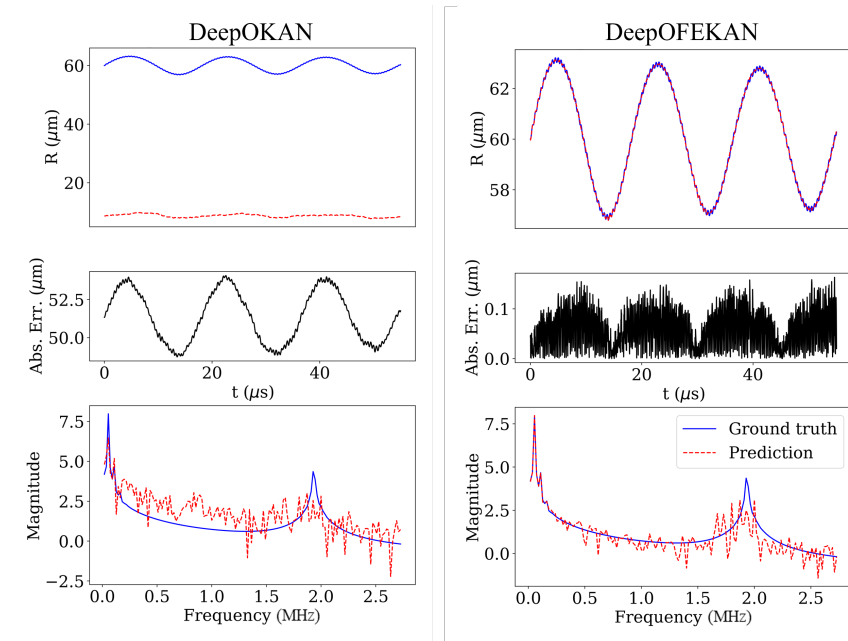 DeepOKAN
60
40
20
R (μm)
52.5
50.0
Abs. Err. (μm)
0
20
40
t (μs)
7.5
5.0
2.5
0.0
−2.5
Magnitude
0.0
0.5
1.0
1.5
2.0
2.5
Frequency (MHz)
DeepOFEKAN
62
60
58
R (μm)
0.1
0.0
Abs. Err. (μm)
0
20
40
t (μs)
5.0
2.5
0.0
7.5
Magnitude
Ground truth
Prediction
0.0
0.5
1.0
1.5
2.0
2.5
Frequency (MHz)